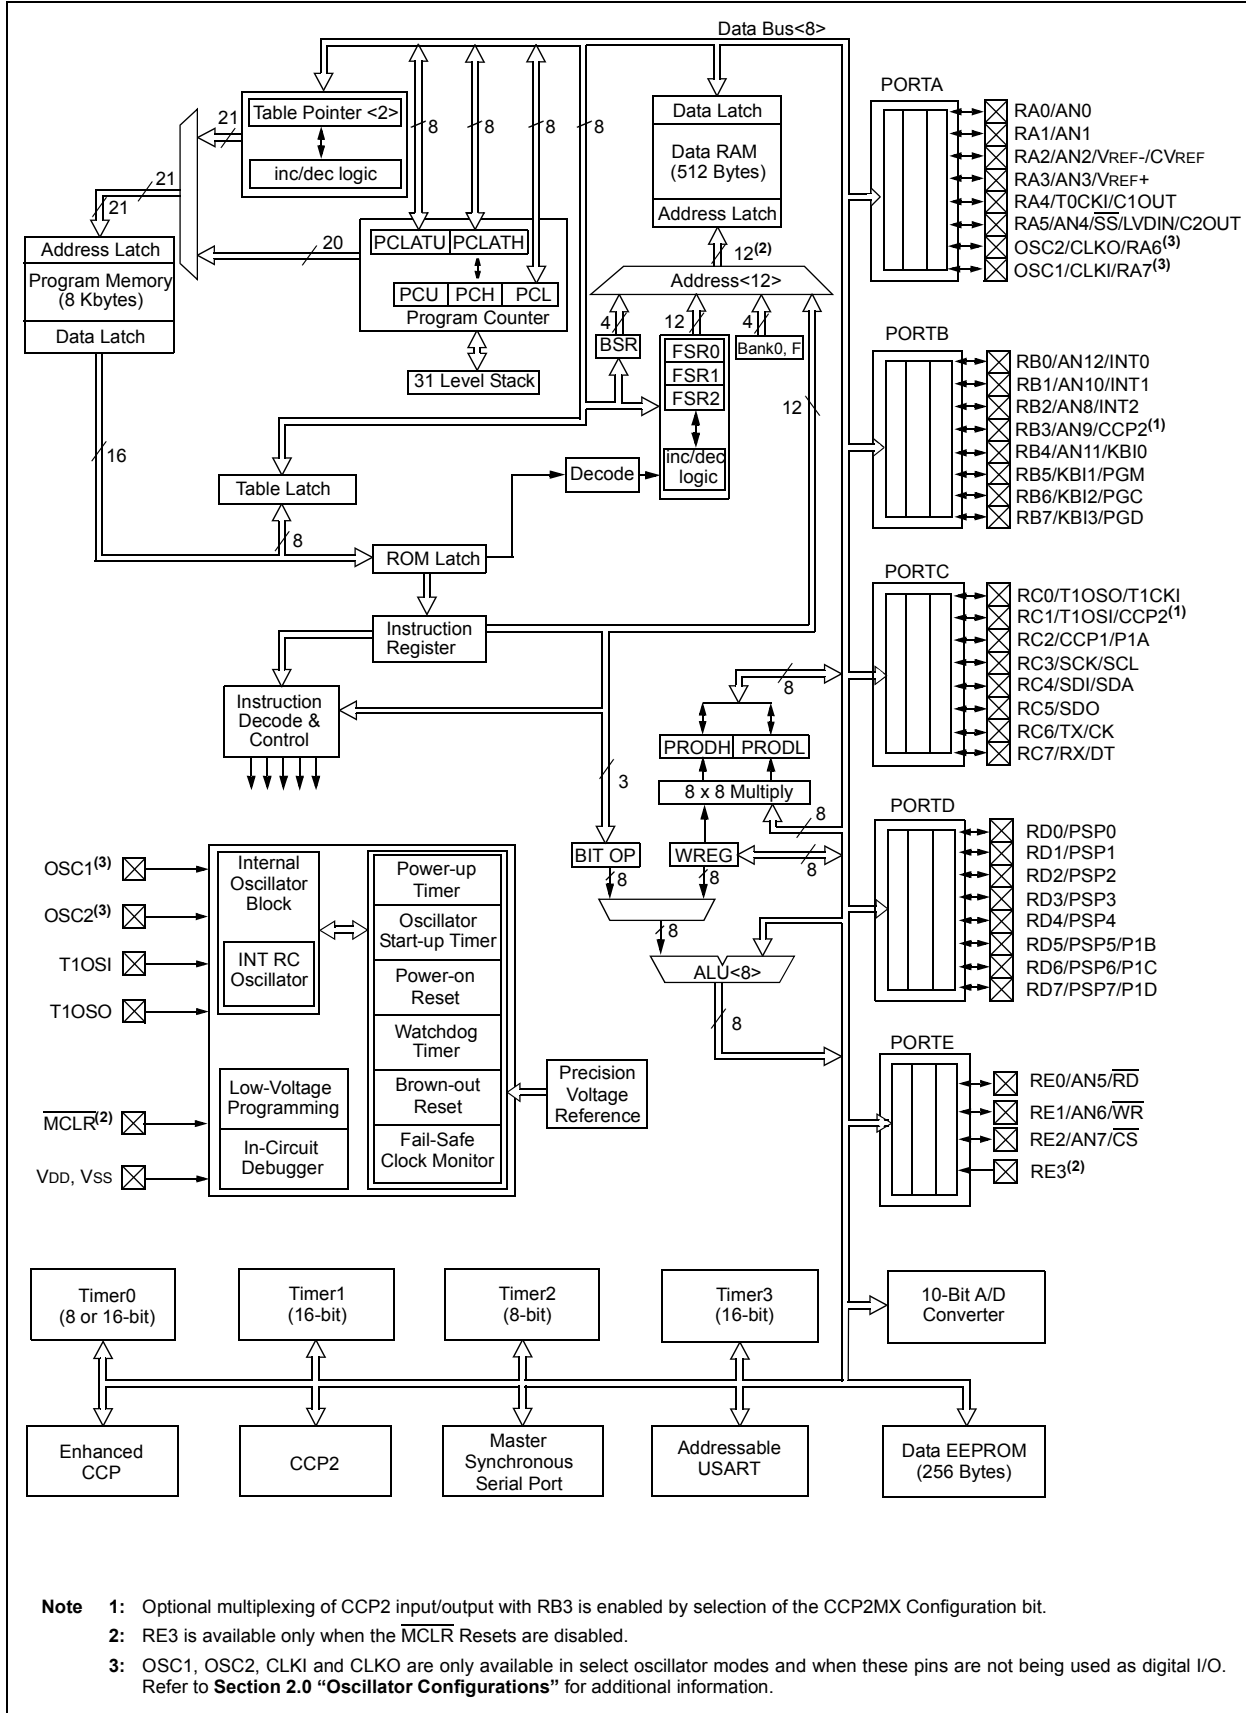 Data Bus<8>
Table Pointer <2>
inc/dec logic
21
8
8
8
8
Data Latch
Data RAM
(512 Bytes)
Address Latch
21
21
20
PCLATU PCLATH
12(2)
Address<12>
Address Latch
Program Memory
(8 Kbytes)
Data Latch
PCU PCH PCL
Program Counter
4
12
4
BSR
FSR0
FSR1
FSR2
Bank0, F
31 Level Stack
12
16
inc/dec
logic
Decode
Table Latch
8
ROM Latch
Instruction
Register
Instruction
Decode &
Control
8
PRODH PRODL
3
8 x 8 Multiply
8
BIT OP
WREG
8
8
8
8
ALU<8>
8
PORTA
RA0/AN0
RA1/AN1
RA2/AN2/VREF-/CVREF
RA3/AN3/VREF+
RA4/T0CKI/C1OUT
RA5/AN4/SS/LVDIN/C2OUT
OSC2/CLKO/RA6(3)
OSC1/CLKI/RA7(3)
PORTB
RB0/AN12/INT0
RB1/AN10/INT1
RB2/AN8/INT2
RB3/AN9/CCP2(1)
RB4/AN11/KBI0
RB5/KBI1/PGM
RB6/KBI2/PGC
RB7/KBI3/PGD
PORTC
RC0/T1OSO/T1CKI
RC1/T1OSI/CCP2(1)
RC2/CCP1/P1A
RC3/SCK/SCL
RC4/SDI/SDA
RC5/SDO
RC6/TX/CK
RC7/RX/DT
PORTD
RD0/PSP0
RD1/PSP1
RD2/PSP2
RD3/PSP3
RD4/PSP4
RD5/PSP5/P1B
RD6/PSP6/P1C
RD7/PSP7/P1D
PORTE
RE0/AN5/RD
RE1/AN6/WR
RE2/AN7/CS
RE3(2)
OSC1(3)
OSC2(3)
T1OSI
T1OSO
MCLR(2)
VDD, VSS
Internal
Oscillator
Block
INT RC
Oscillator
Low-Voltage
Programming
In-Circuit
Debugger
Power-up
Timer
Oscillator
Start-up Timer
Power-on
Reset
Watchdog
Timer
Brown-out
Reset
Fail-Safe
Clock Monitor
Precision
Voltage
Reference
Timer0
(8 or 16-bit)
Timer1
(16-bit)
Timer2
(8-bit)
Timer3
(16-bit)
10-Bit A/D
Converter
Enhanced
CCP
CCP2
Master
Synchronous
Serial Port
Addressable
USART
Data EEPROM
(256 Bytes)
Note 1: Optional multiplexing of CCP2 input/output with RB3 is enabled by selection of the CCP2MX Configuration bit.
2: RE3 is available only when the MCLR Resets are disabled.
3: OSC1, OSC2, CLKI and CLKO are only available in select oscillator modes and when these pins are not being used as digital I/O.
Refer to Section 2.0 “Oscillator Configurations” for additional information.